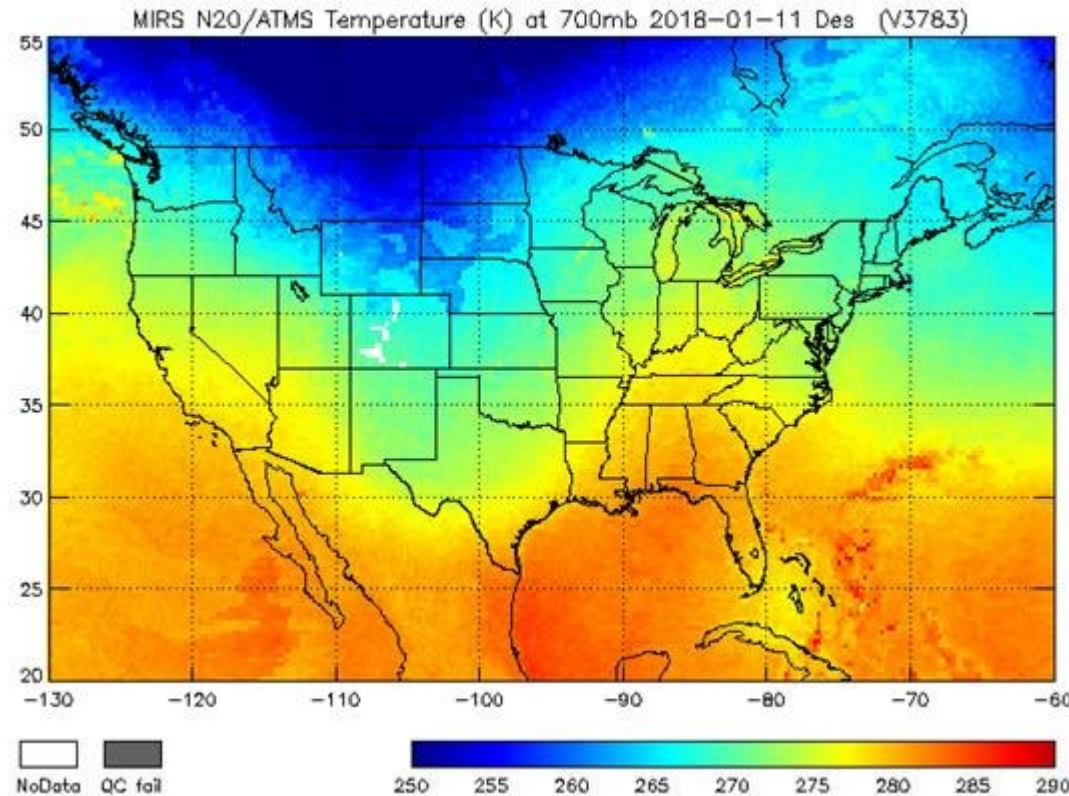 MIRS N20/ATMS Temperature (K) at 700mb 2018-01-11 Des (V3783)
55
50
45
40
35
30
25
20
-130 -120 -110 -100 -90 -80 -70 -60
NoData QC fail
250 255 260 265 270 275 280 285 290